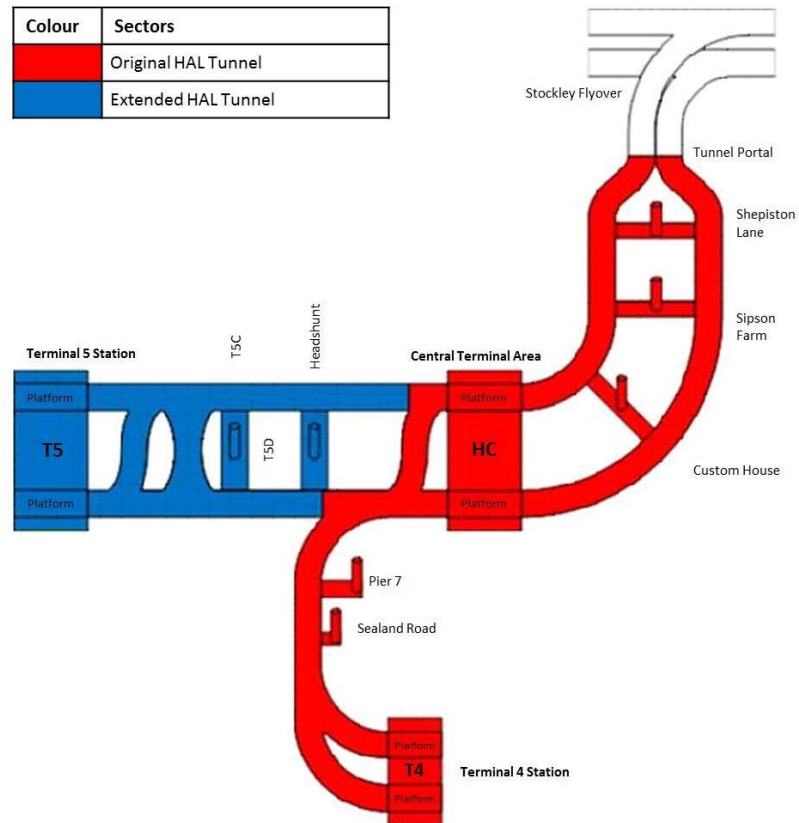 Colour Sectors
Original HAL Tunnel
Extended HAL Tunnel
Stockley Flyover
Tunnel Portal
Shepiston
Lane
Sipson
Farm
T5C
Headshunt
Terminal 5 Station
Central Terminal Area
Platform
Platform
T5
T5D
HC
Custom House
Platform
Platform
Pier 7
Sealand Road
Platform
T4
Terminal 4 Station
Platform